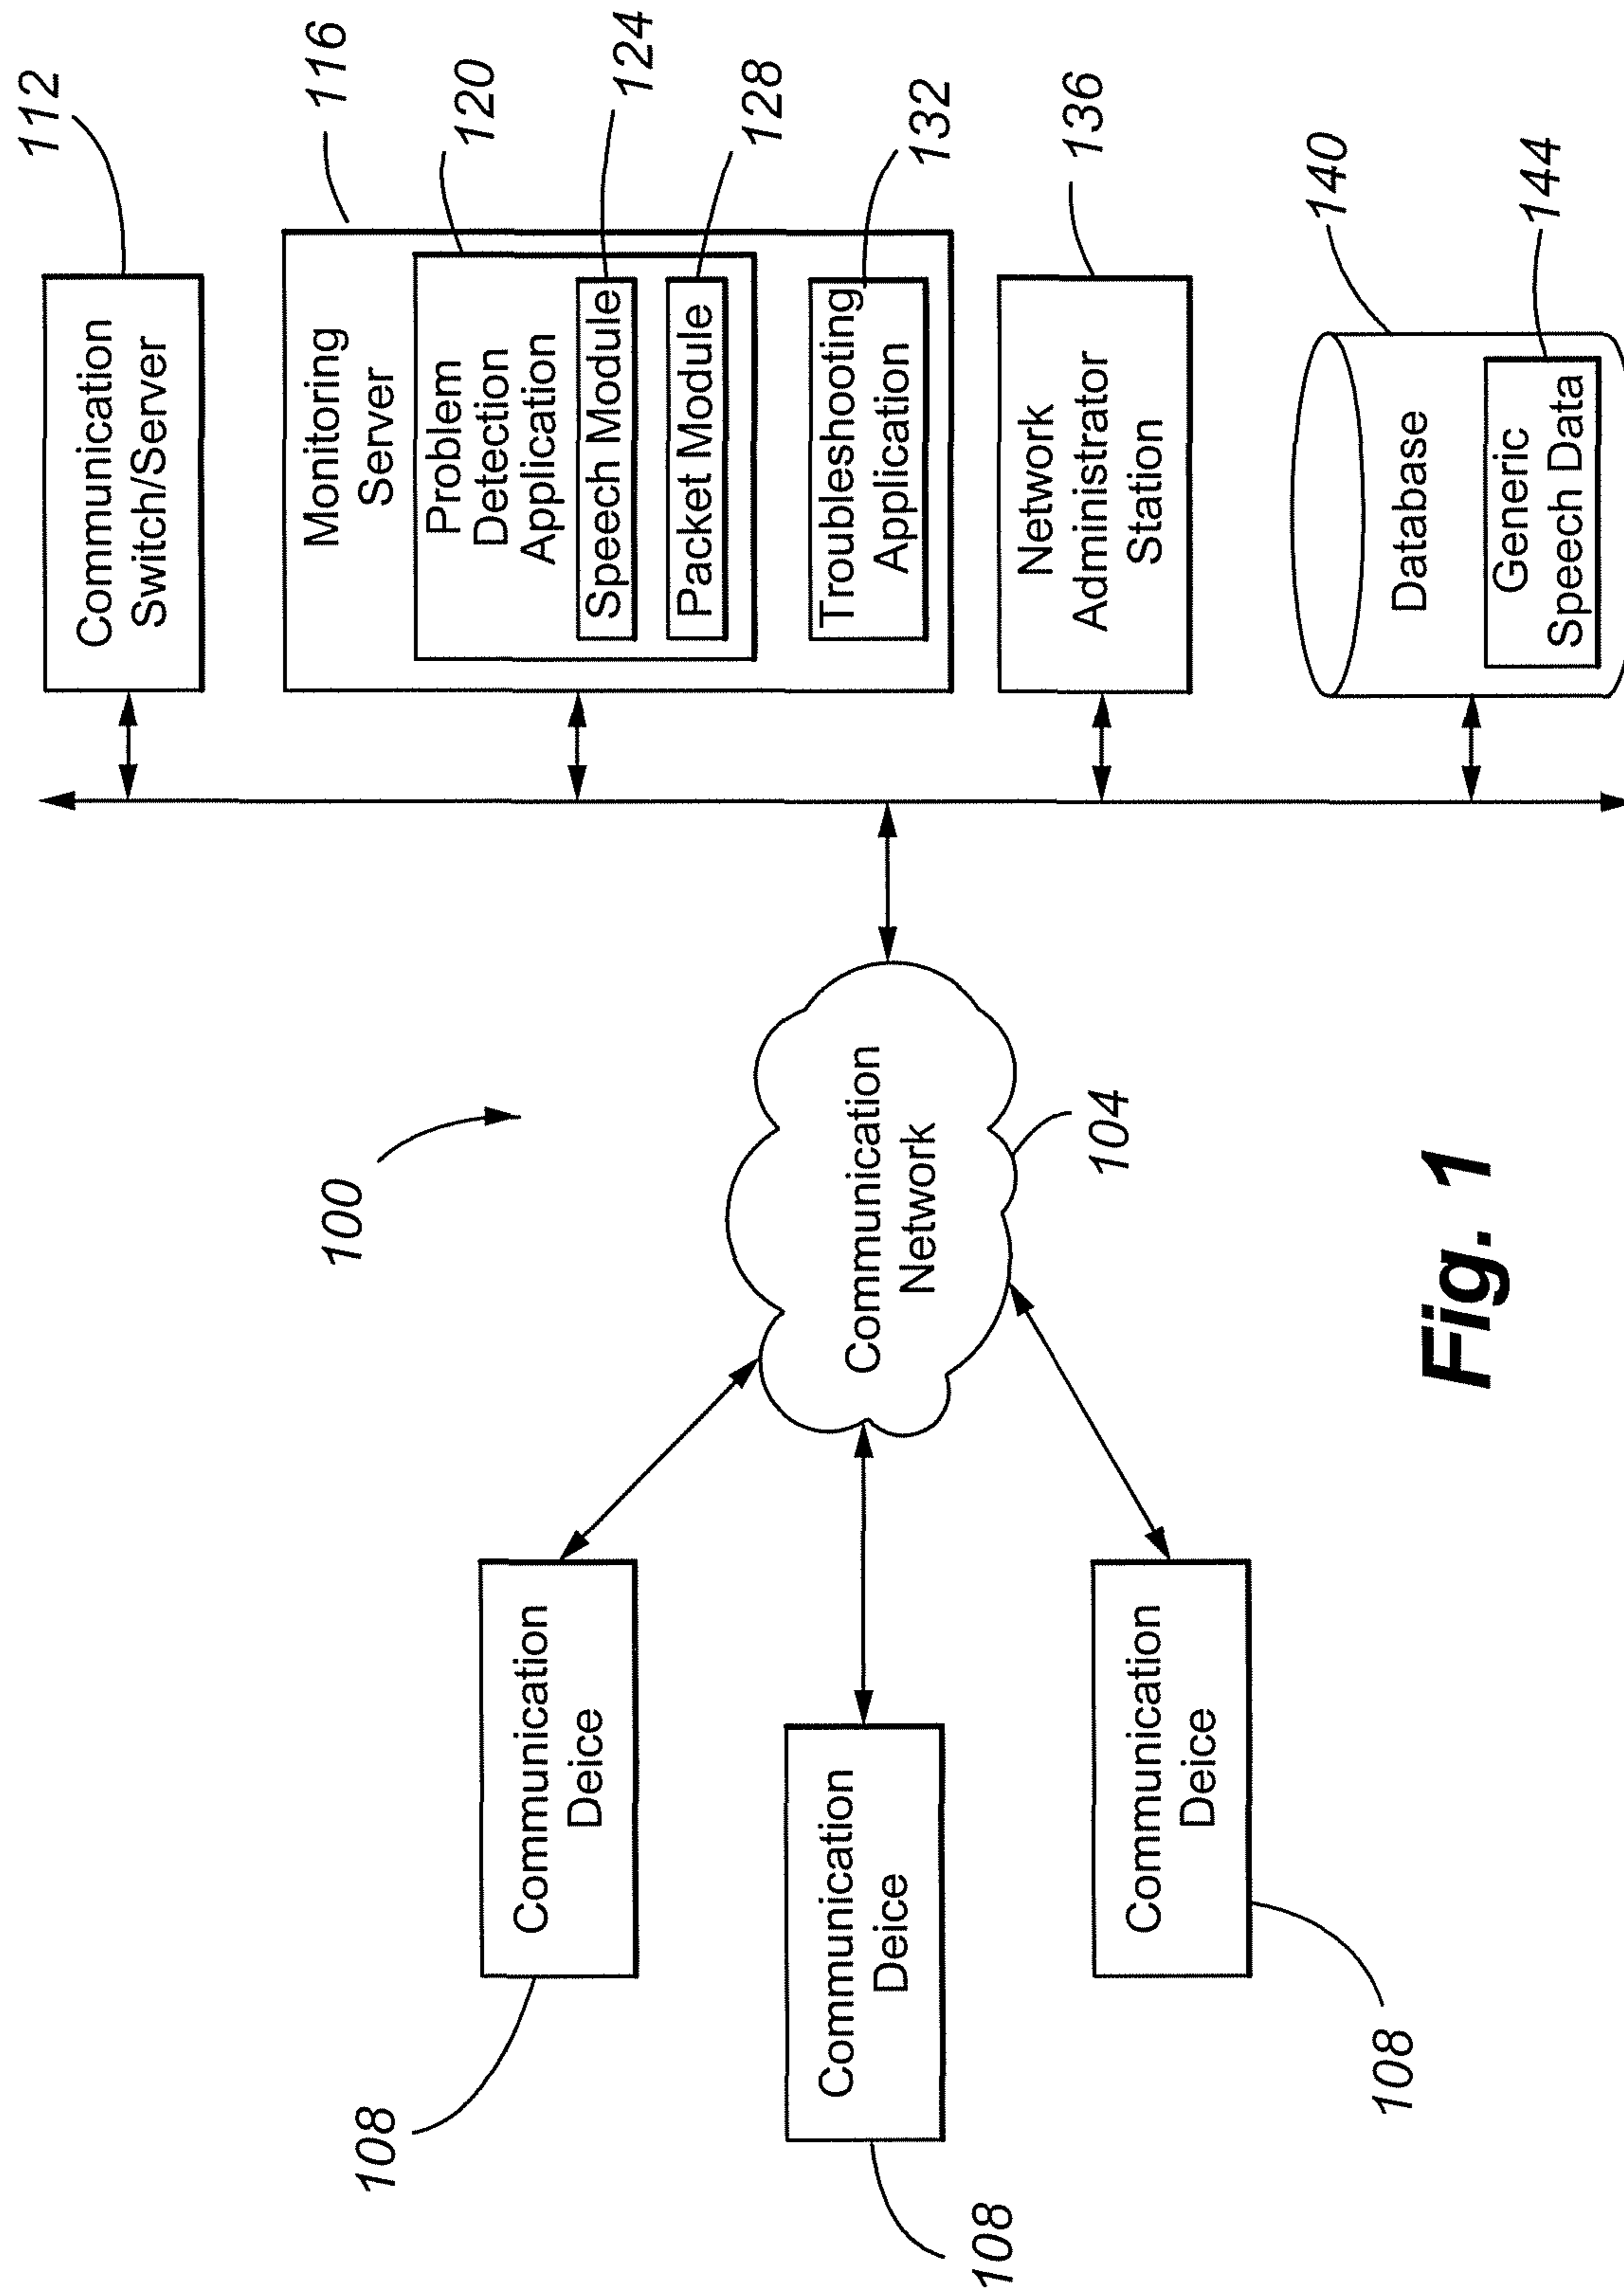 100
112
Communication
Switch/Server
116
Monitoring
Server
120
Problem
Detection
Application
124
Speech Module
128
Packet Module
132
Troubleshooting
Application
136
Network
Administrator
Station
140
Database
144
Generic
Speech Data
Communication
Network
104
108
Communication
Deice
108
Communication
Deice
108
Communication
Deice
Fig. 1